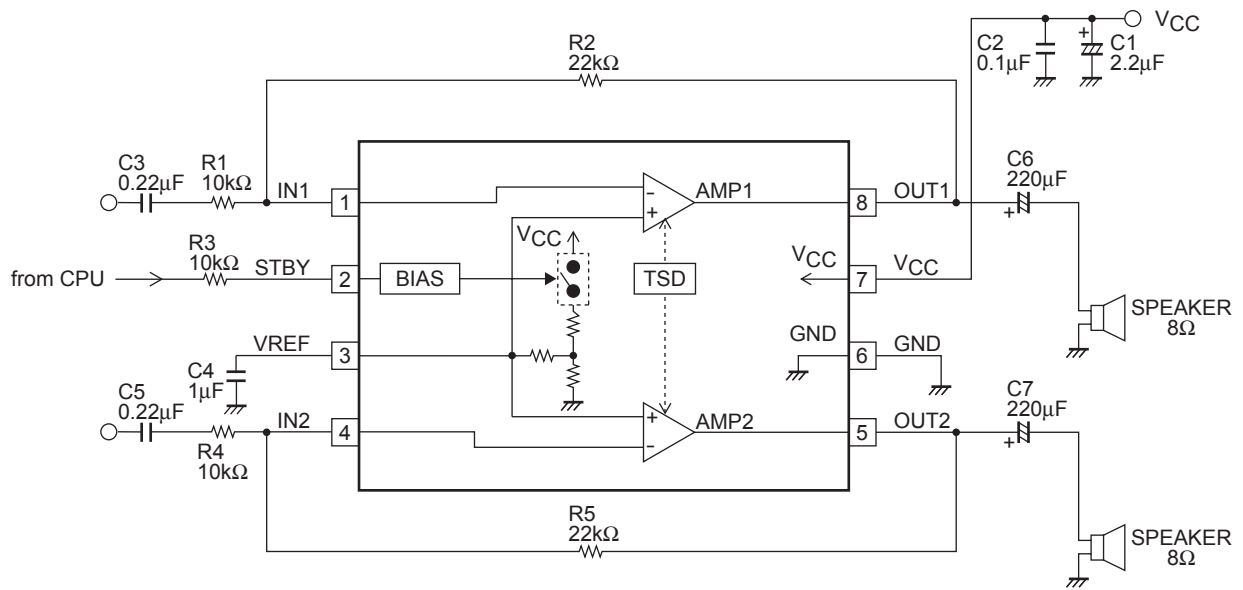 VCC
R2
22kΩ
C2
0.1μF
C1
2.2μF
+
C3
0.22μF
R1
10kΩ
IN1
1
AMP1
–
+
8
OUT1
C6
220μF
+
VCC
R3
10kΩ
from CPU
STBY
2
BIAS
TSD
VCC
7
VCC
SPEAKER
8Ω
VREF
3
GND
6
GND
C4
1μF
C5
0.22μF
R4
10kΩ
IN2
4
+
–
AMP2
5
OUT2
C7
220μF
+
R5
22kΩ
SPEAKER
8Ω